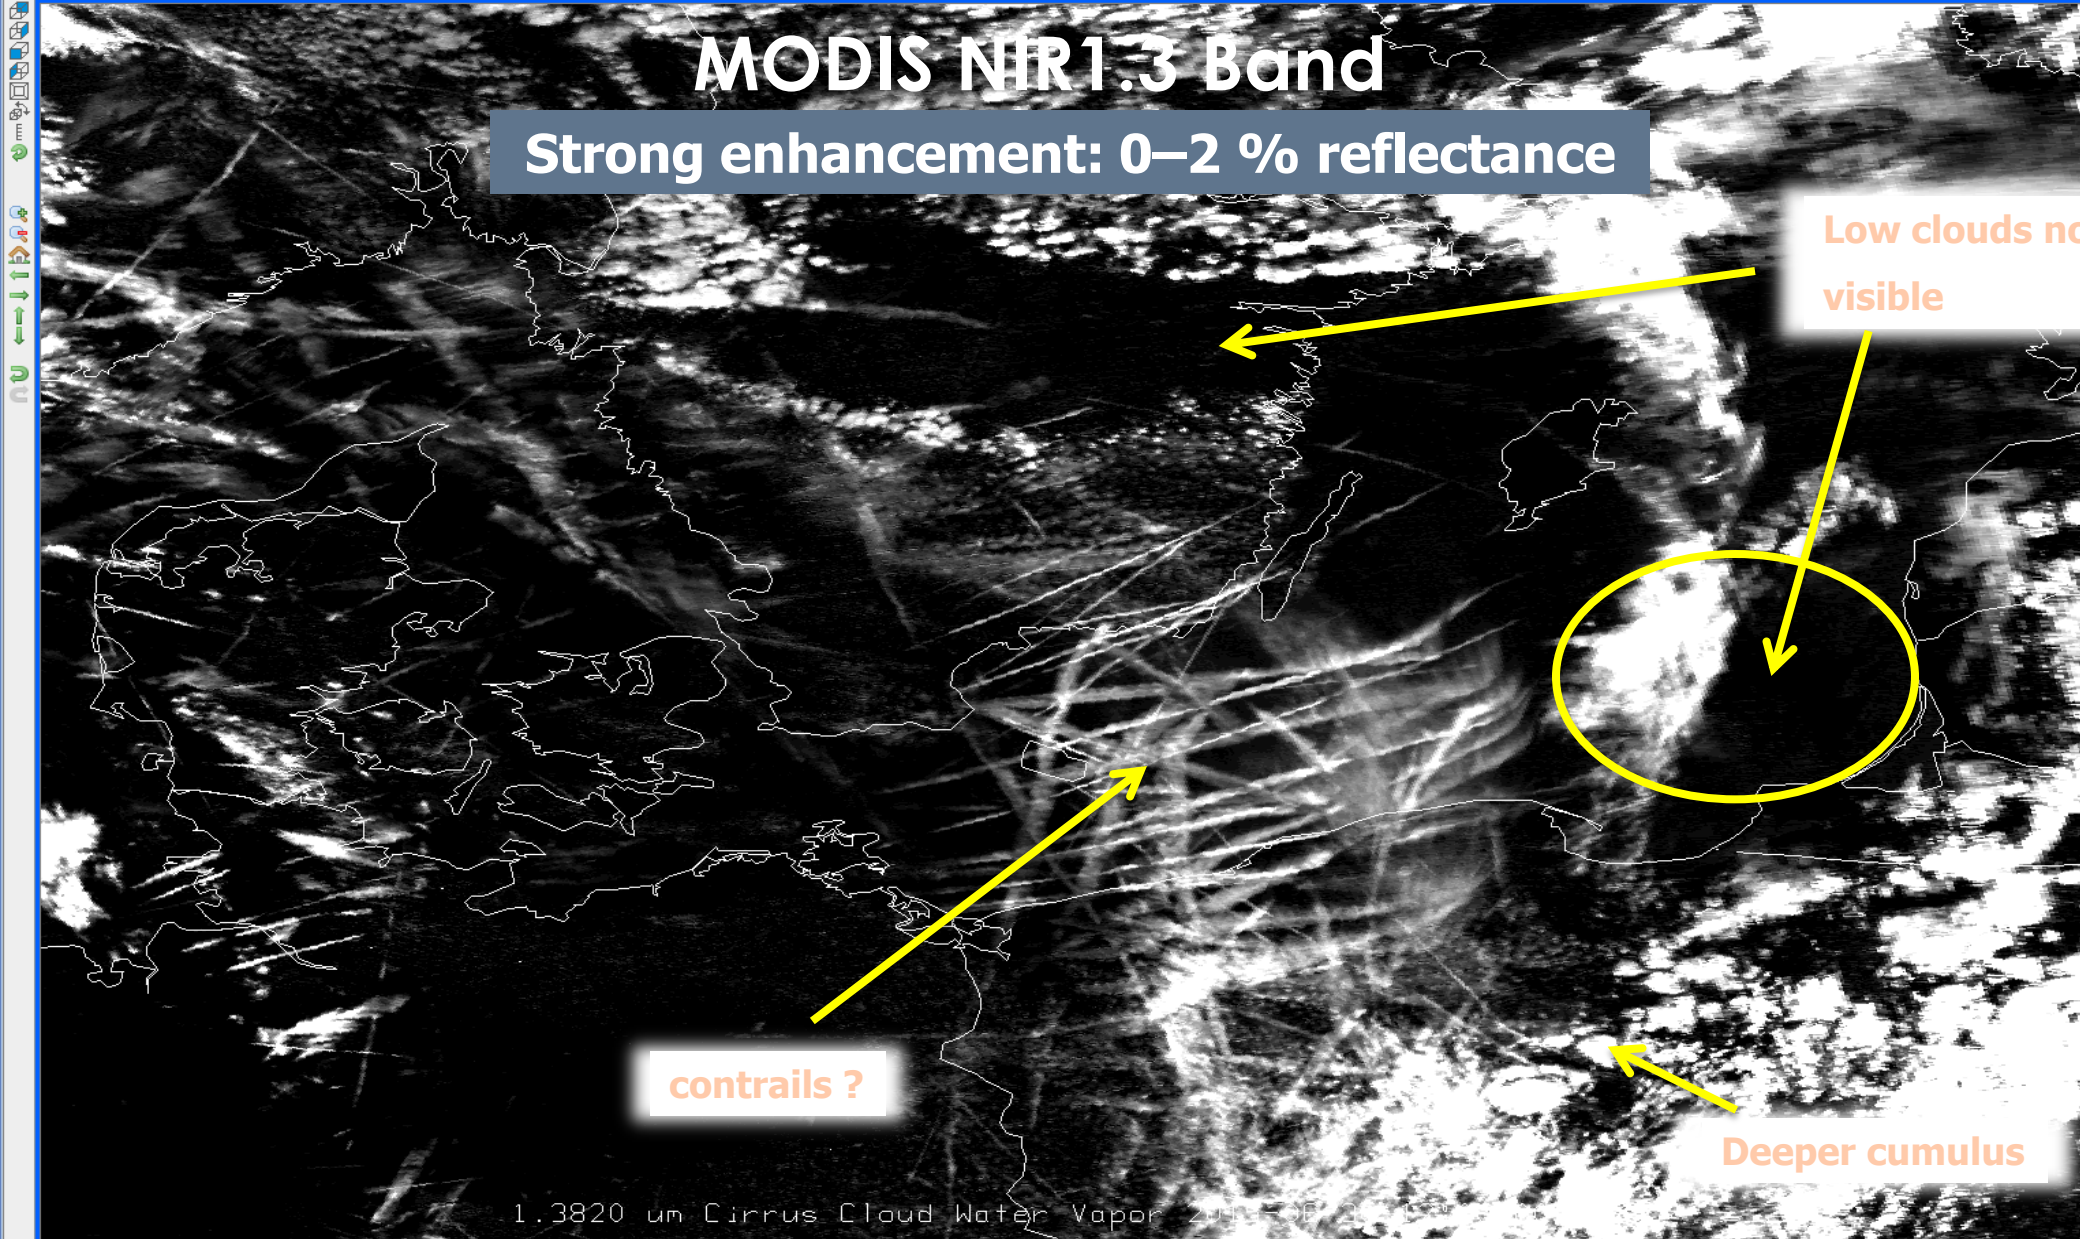 MODIS NIR1.3 Band
Strong enhancement: 0–2 % reflectance
Low clouds
visible
contrails ?
Deeper cumulus
1.3820 um Cirrus Cloud Water Vapor